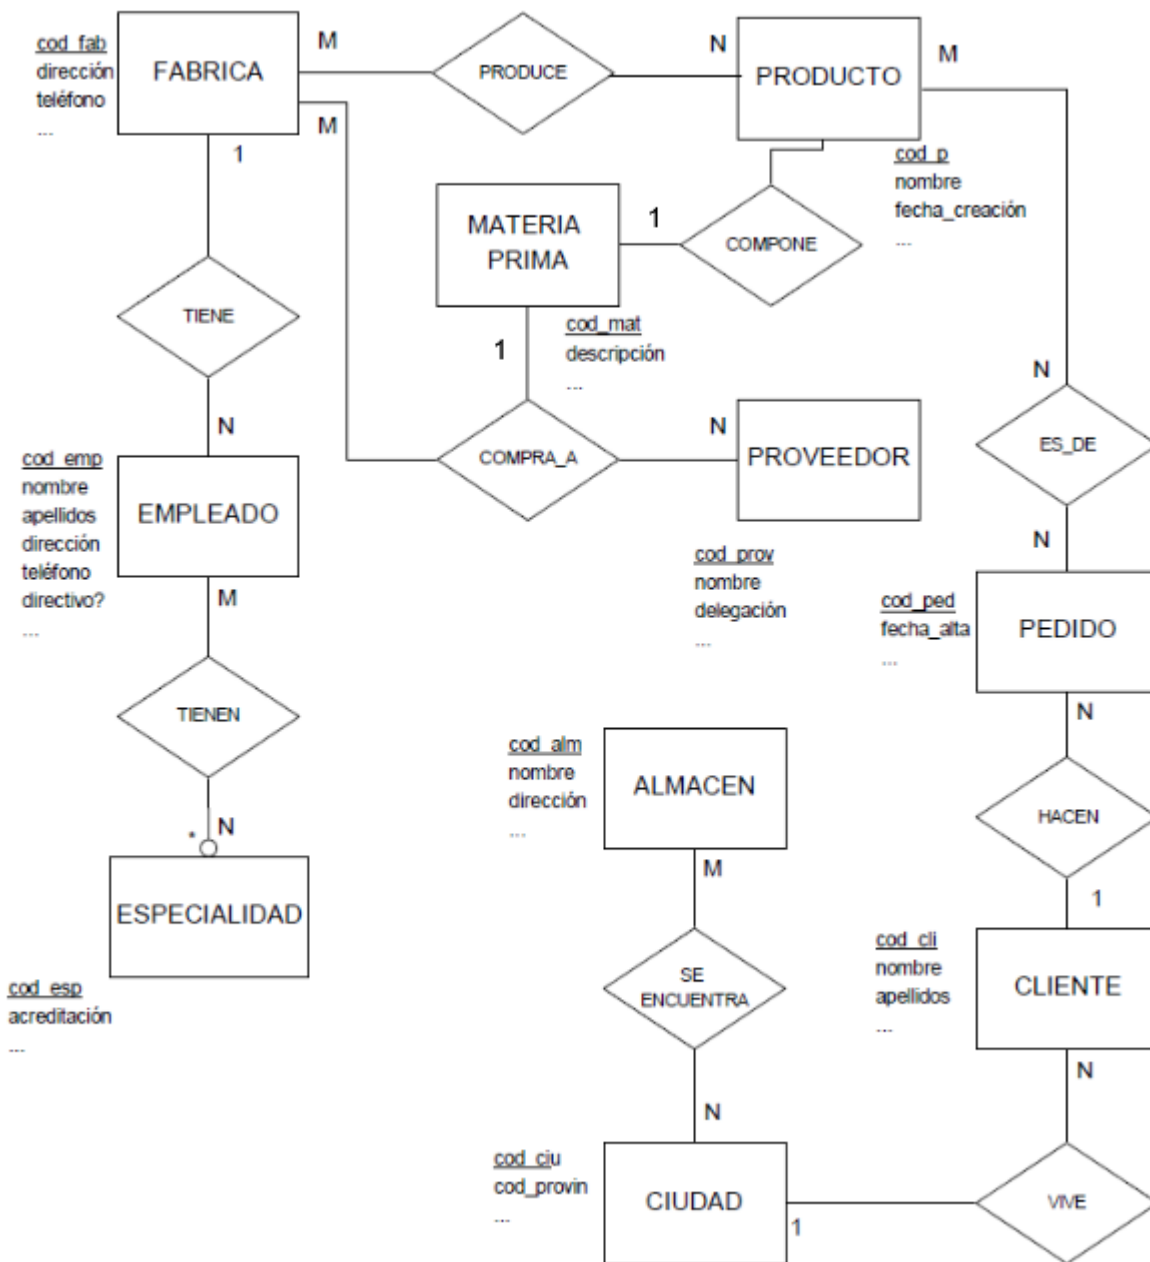 cod_fab
dirección
teléfono
...
FABRICA
M
PRODUCE
N
PRODUCTO
M
M
1
cod_p
nombre
fecha_creación
...
MATERIA
PRIMA
1
COMPONE
TIENE
cod_mat
descripción
...
1
N
COMPRA_A
N
PROVEEDOR
N
ES_DE
cod_emp
nombre
apellidos
dirección
teléfono
directivo?
...
EMPLEADO
M
cod_prov
nombre
delegación
...
N
cod_ped
fecha_alta
...
PEDIDO
N
TIENEN
* N
ESPECIALIDAD
cod_esp
acreditación
...
cod_alm
nombre
dirección
...
ALMACEN
M
HACEN
1
SE
ENCUENTRA
cod_cli
nombre
apellidos
...
CLIENTE
N
N
cod_ciu
cod_provin
...
CIUDAD
1
VIVE